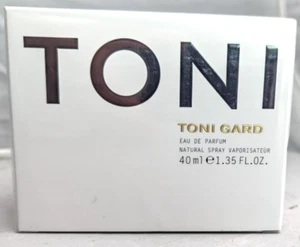 TONI
TONI GARD
EAU DE PARFUM
NATURAL SPRAY VAPORISATEUR
40 ml ℮ 1.35 FL.OZ.